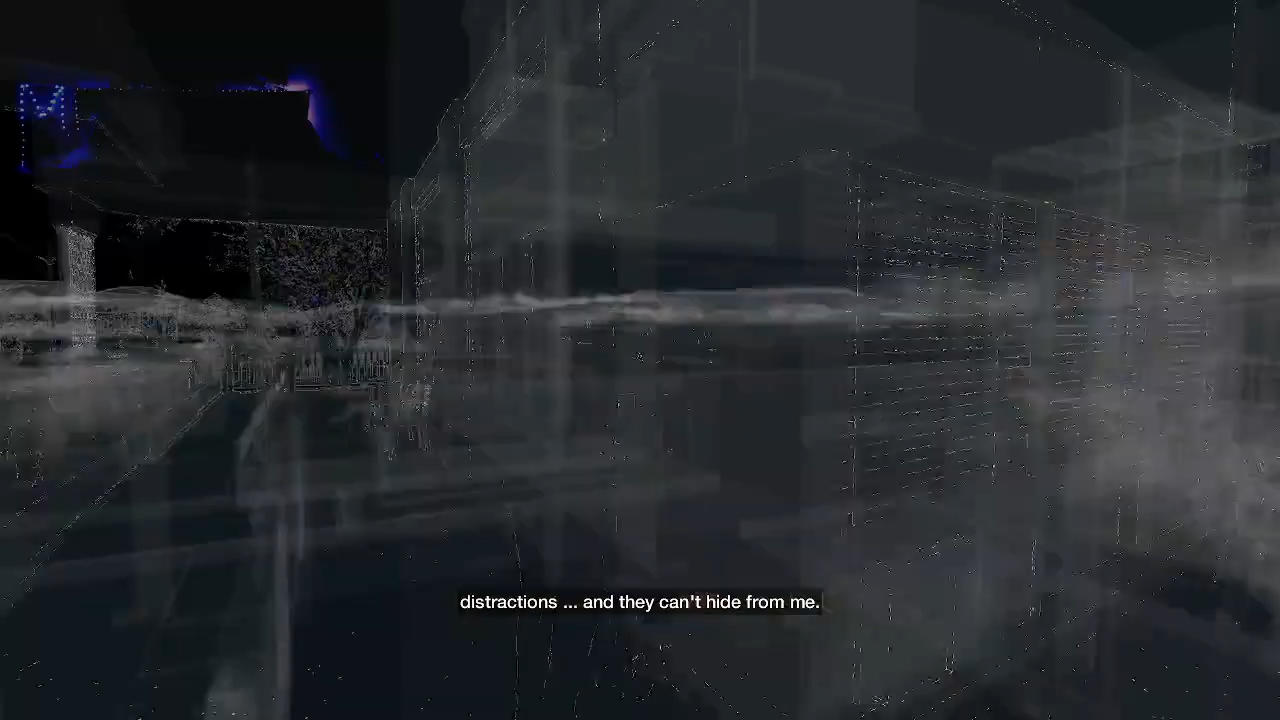 distractions ... and they can't hide from me.